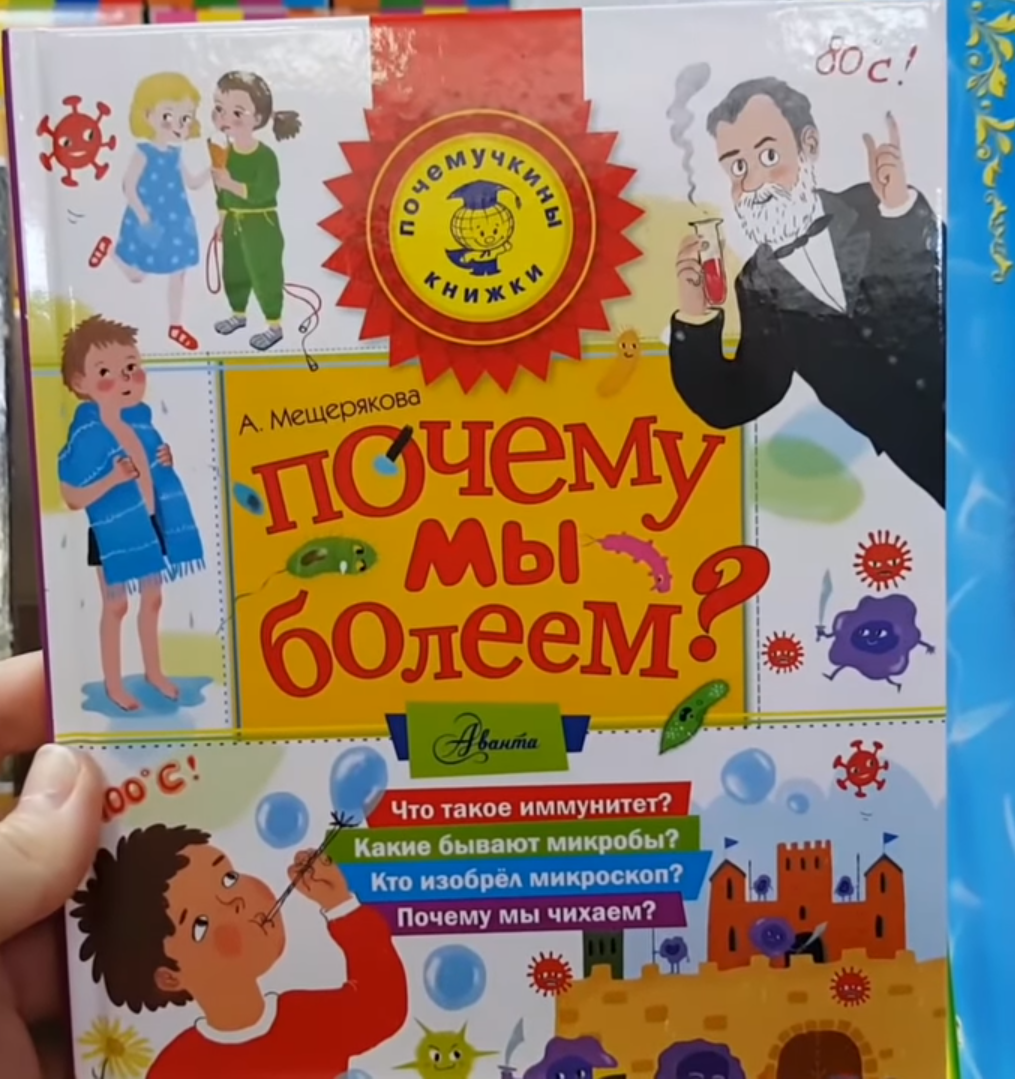 80°С!
почемучкины
книжки
А. Мещерякова
почему
мы
болеем?
Аванта
100°С!
Что такое иммунитет?
Какие бывают микробы?
Кто изобрёл микроскоп?
Почему мы чихаем?